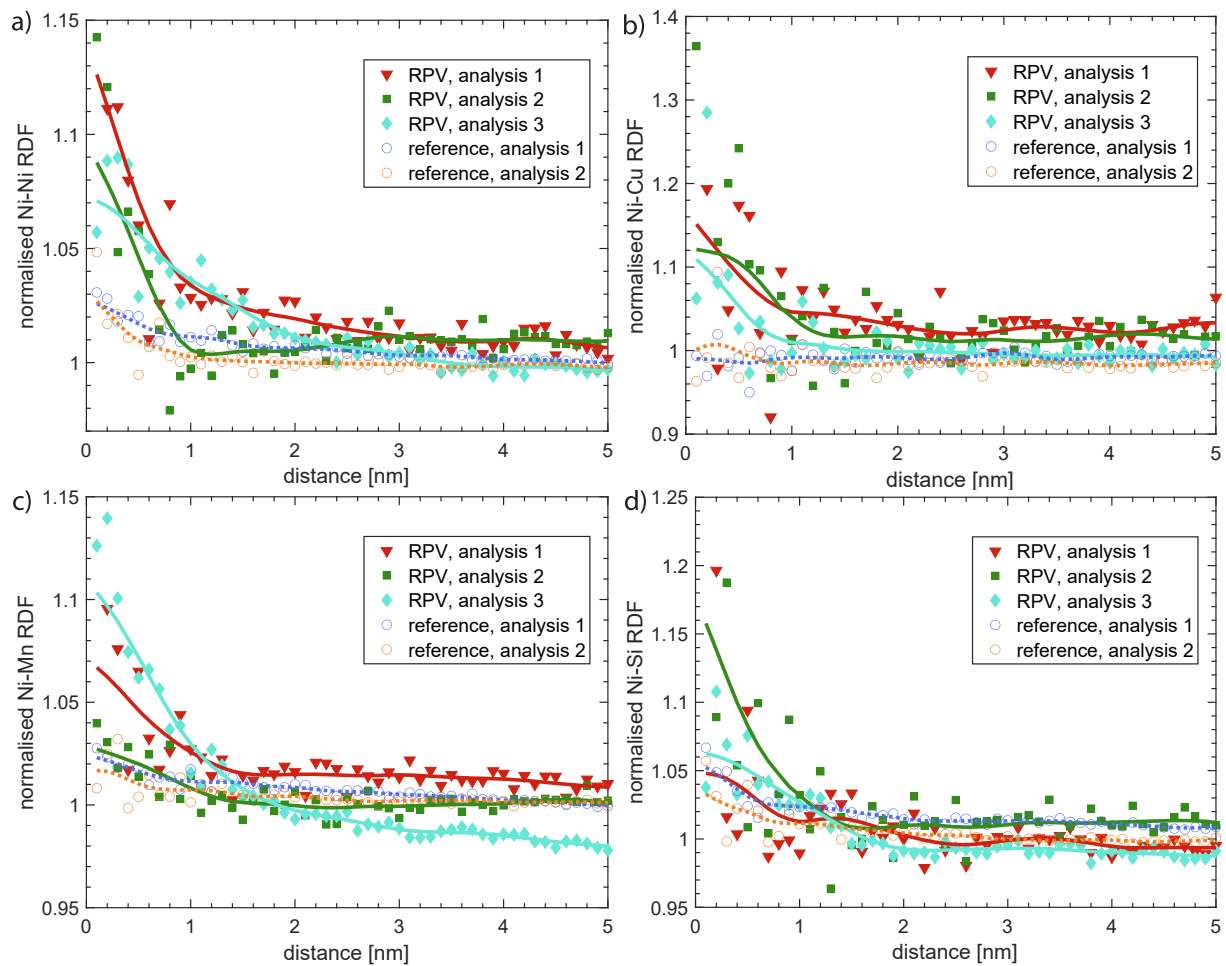 a)
1.15
1.1
1.05
1
normalised Ni-Ni RDF
RPV, analysis 1
RPV, analysis 2
RPV, analysis 3
reference, analysis 1
reference, analysis 2
0 1 2 3 4 5
distance [nm]
b)
1.4
1.3
1.2
1.1
1.0
0.9
normalised Ni-Cu RDF
RPV, analysis 1
RPV, analysis 2
RPV, analysis 3
reference, analysis 1
reference, analysis 2
0 1 2 3 4 5
distance [nm]
c)
1.15
1.1
1.05
1
0.95
normalised Ni-Mn RDF
RPV, analysis 1
RPV, analysis 2
RPV, analysis 3
reference, analysis 1
reference, analysis 2
0 1 2 3 4 5
distance [nm]
d)
1.25
1.2
1.15
1.1
1.05
1
0.95
normalised Ni-Si RDF
RPV, analysis 1
RPV, analysis 2
RPV, analysis 3
reference, analysis 1
reference, analysis 2
0 1 2 3 4 5
distance [nm]